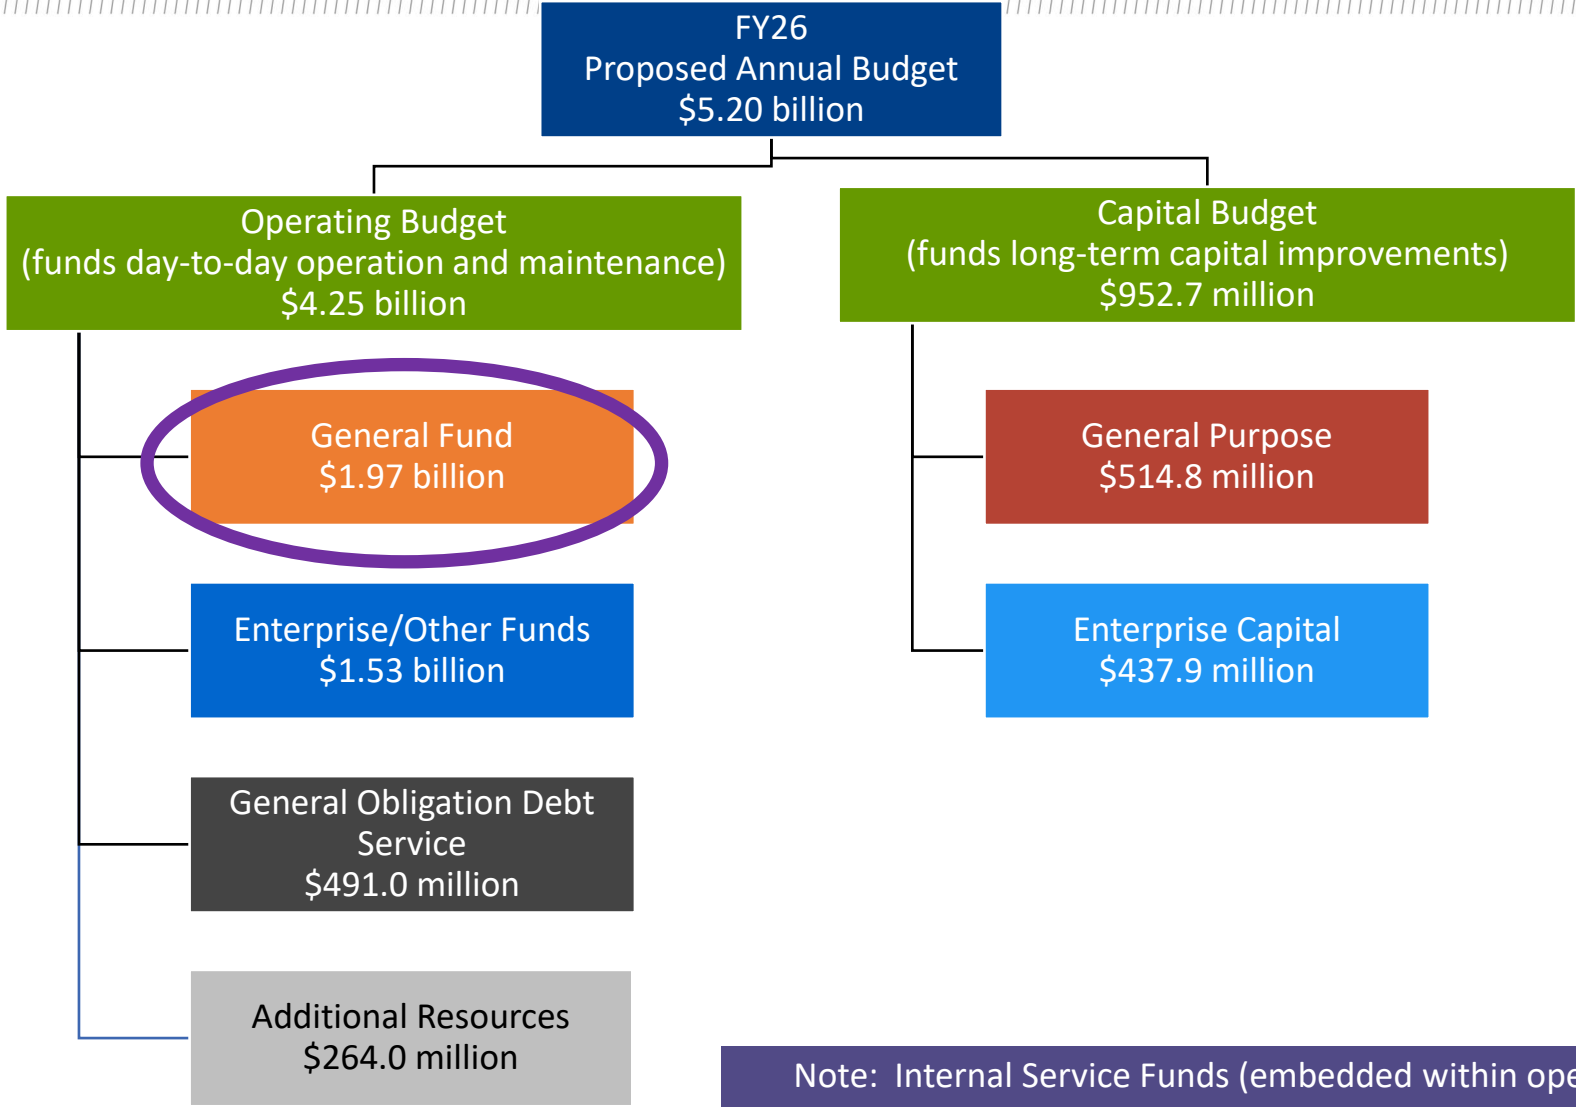 FY26
Proposed Annual Budget
$5.20 billion
Operating Budget
(funds day-to-day operation and maintenance)
$4.25 billion
Capital Budget
(funds long-term capital improvements)
$952.7 million
General Fund
$1.97 billion
General Purpose
$514.8 million
Enterprise/Other Funds
$1.53 billion
Enterprise Capital
$437.9 million
General Obligation Debt
Service
$491.0 million
Additional Resources
$264.0 million
Note: Internal Service Funds (embedded within